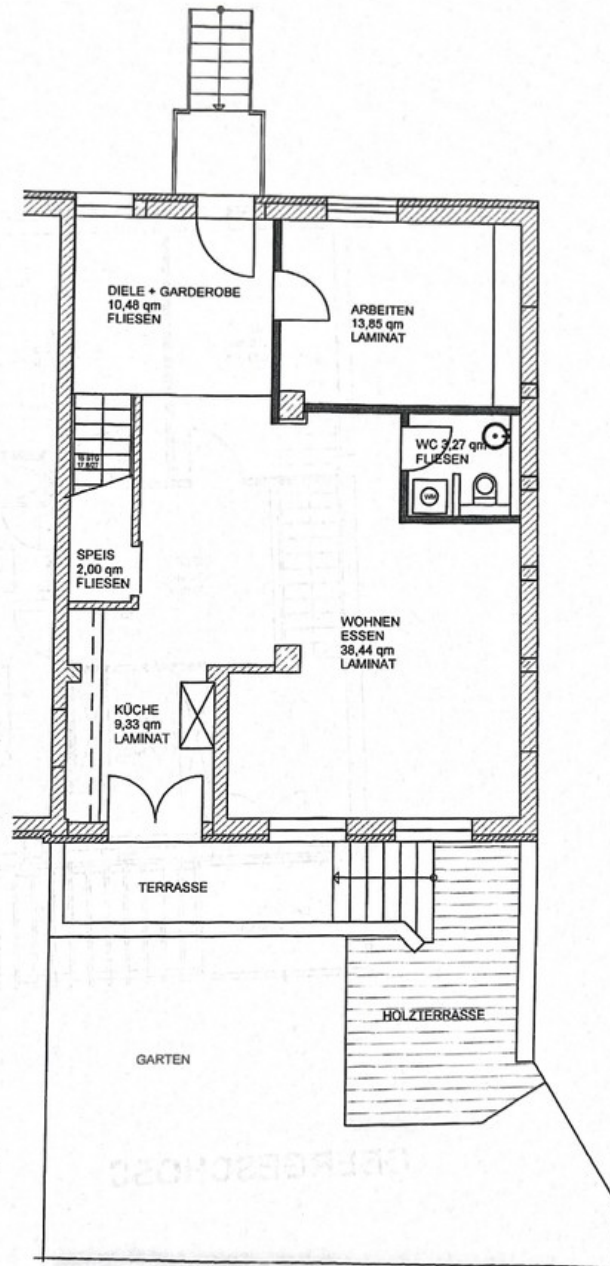 DIELE + GARDEROBE
10,48 qm
FLIESEN
ARBEITEN
13,85 qm
LAMINAT
WC 3,27 qm
FLIESEN
WM
SPEIS
2,00 qm
FLIESEN
WOHNEN
ESSEN
38,44 qm
LAMINAT
KÜCHE
9,33 qm
LAMINAT
TERRASSE
HOLZTERRASSE
GARTEN